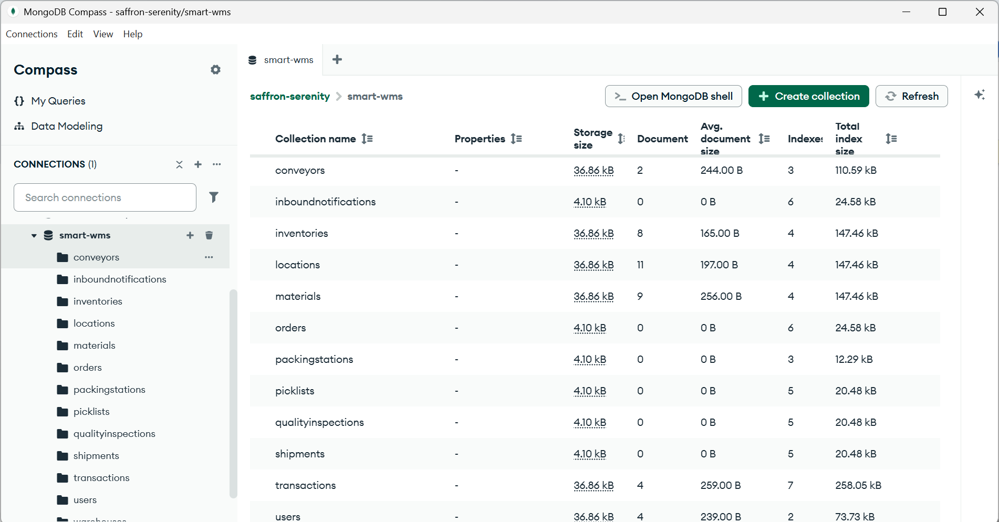 MongoDB Compass - saffron-serenity/smart-wms
Connections Edit View Help
Compass
My Queries
Data Modeling
CONNECTIONS (1)
Search connections
smart-wms
conveyors
inboundnotifications
inventories
locations
materials
orders
packingstations
picklists
qualityinspections
shipments
transactions
users
warehouses
smart-wms
saffron-serenity > smart-wms
>_ Open MongoDB shell
+ Create collection
Refresh
Collection name Properties Storage size Document Avg. document size Indexes Total index size
conveyors - 36.86 kB 2 244.00 B 3 110.59 kB
inboundnotifications - 4.10 kB 0 0 B 6 24.58 kB
inventories - 36.86 kB 8 165.00 B 4 147.46 kB
locations - 36.86 kB 11 197.00 B 4 147.46 kB
materials - 36.86 kB 9 256.00 B 4 147.46 kB
orders - 4.10 kB 0 0 B 6 24.58 kB
packingstations - 4.10 kB 0 0 B 3 12.29 kB
picklists - 4.10 kB 0 0 B 5 20.48 kB
qualityinspections - 4.10 kB 0 0 B 5 20.48 kB
shipments - 4.10 kB 0 0 B 5 20.48 kB
transactions - 36.86 kB 4 259.00 B 7 258.05 kB
users - 36.86 kB 4 239.00 B 2 73.73 kB